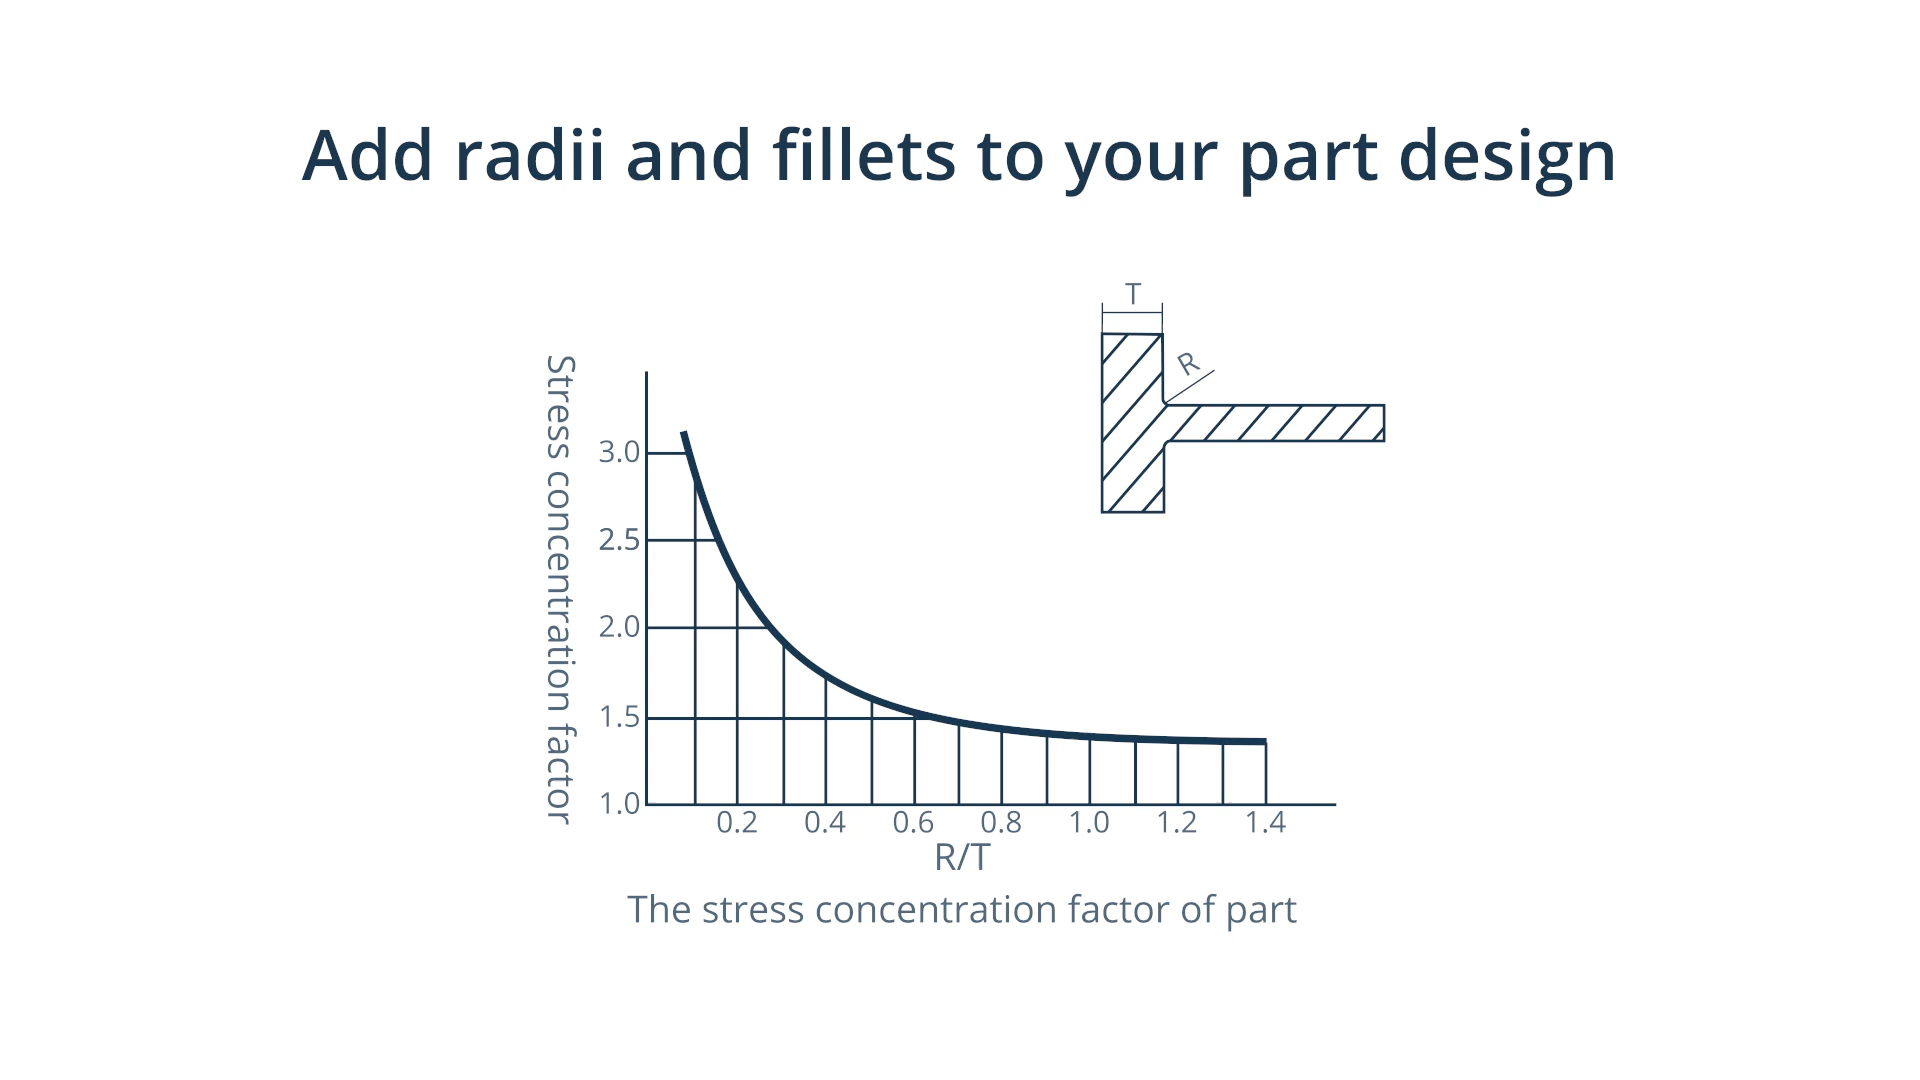 Add radii and fillets to your part design
T
R
Stress concentration factor
3.0
2.5
2.0
1.5
1.0
0.2 0.4 0.6 0.8 1.0 1.2 1.4
R/T
The stress concentration factor of part